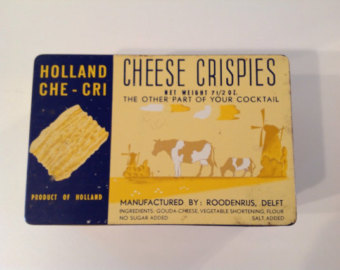 HOLLAND
CHE - CRI
PRODUCT OF HOLLAND
CHEESE CRISPIES
NET WEIGHT 7 1/2 OZ.
THE OTHER PART OF YOUR COCKTAIL
MANUFACTURED BY: ROODENRIJS, DELFT
INGREDIENTS: GOUDA-CHEESE, VEGETABLE SHORTENING, FLOUR
NO SUGAR ADDED SALT ADDED